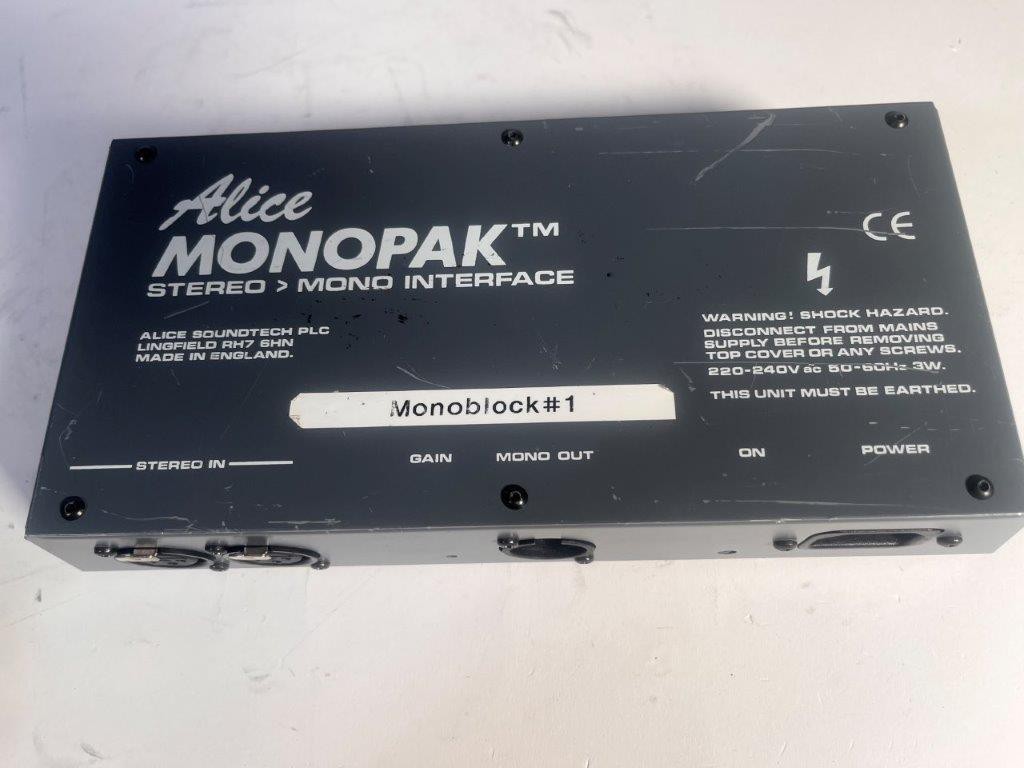 Alice
MONOPAK™
STEREO > MONO INTERFACE
ALICE SOUNDTECH PLC
LINGFIELD RH7 6HN
MADE IN ENGLAND.
CE
WARNING! SHOCK HAZARD.
DISCONNECT FROM MAINS
SUPPLY BEFORE REMOVING
TOP COVER OR ANY SCREWS.
220-240V ac 50-60Hz 3W.
THIS UNIT MUST BE EARTHED.
Monoblock#1
STEREO IN
GAIN
MONO OUT
ON
POWER